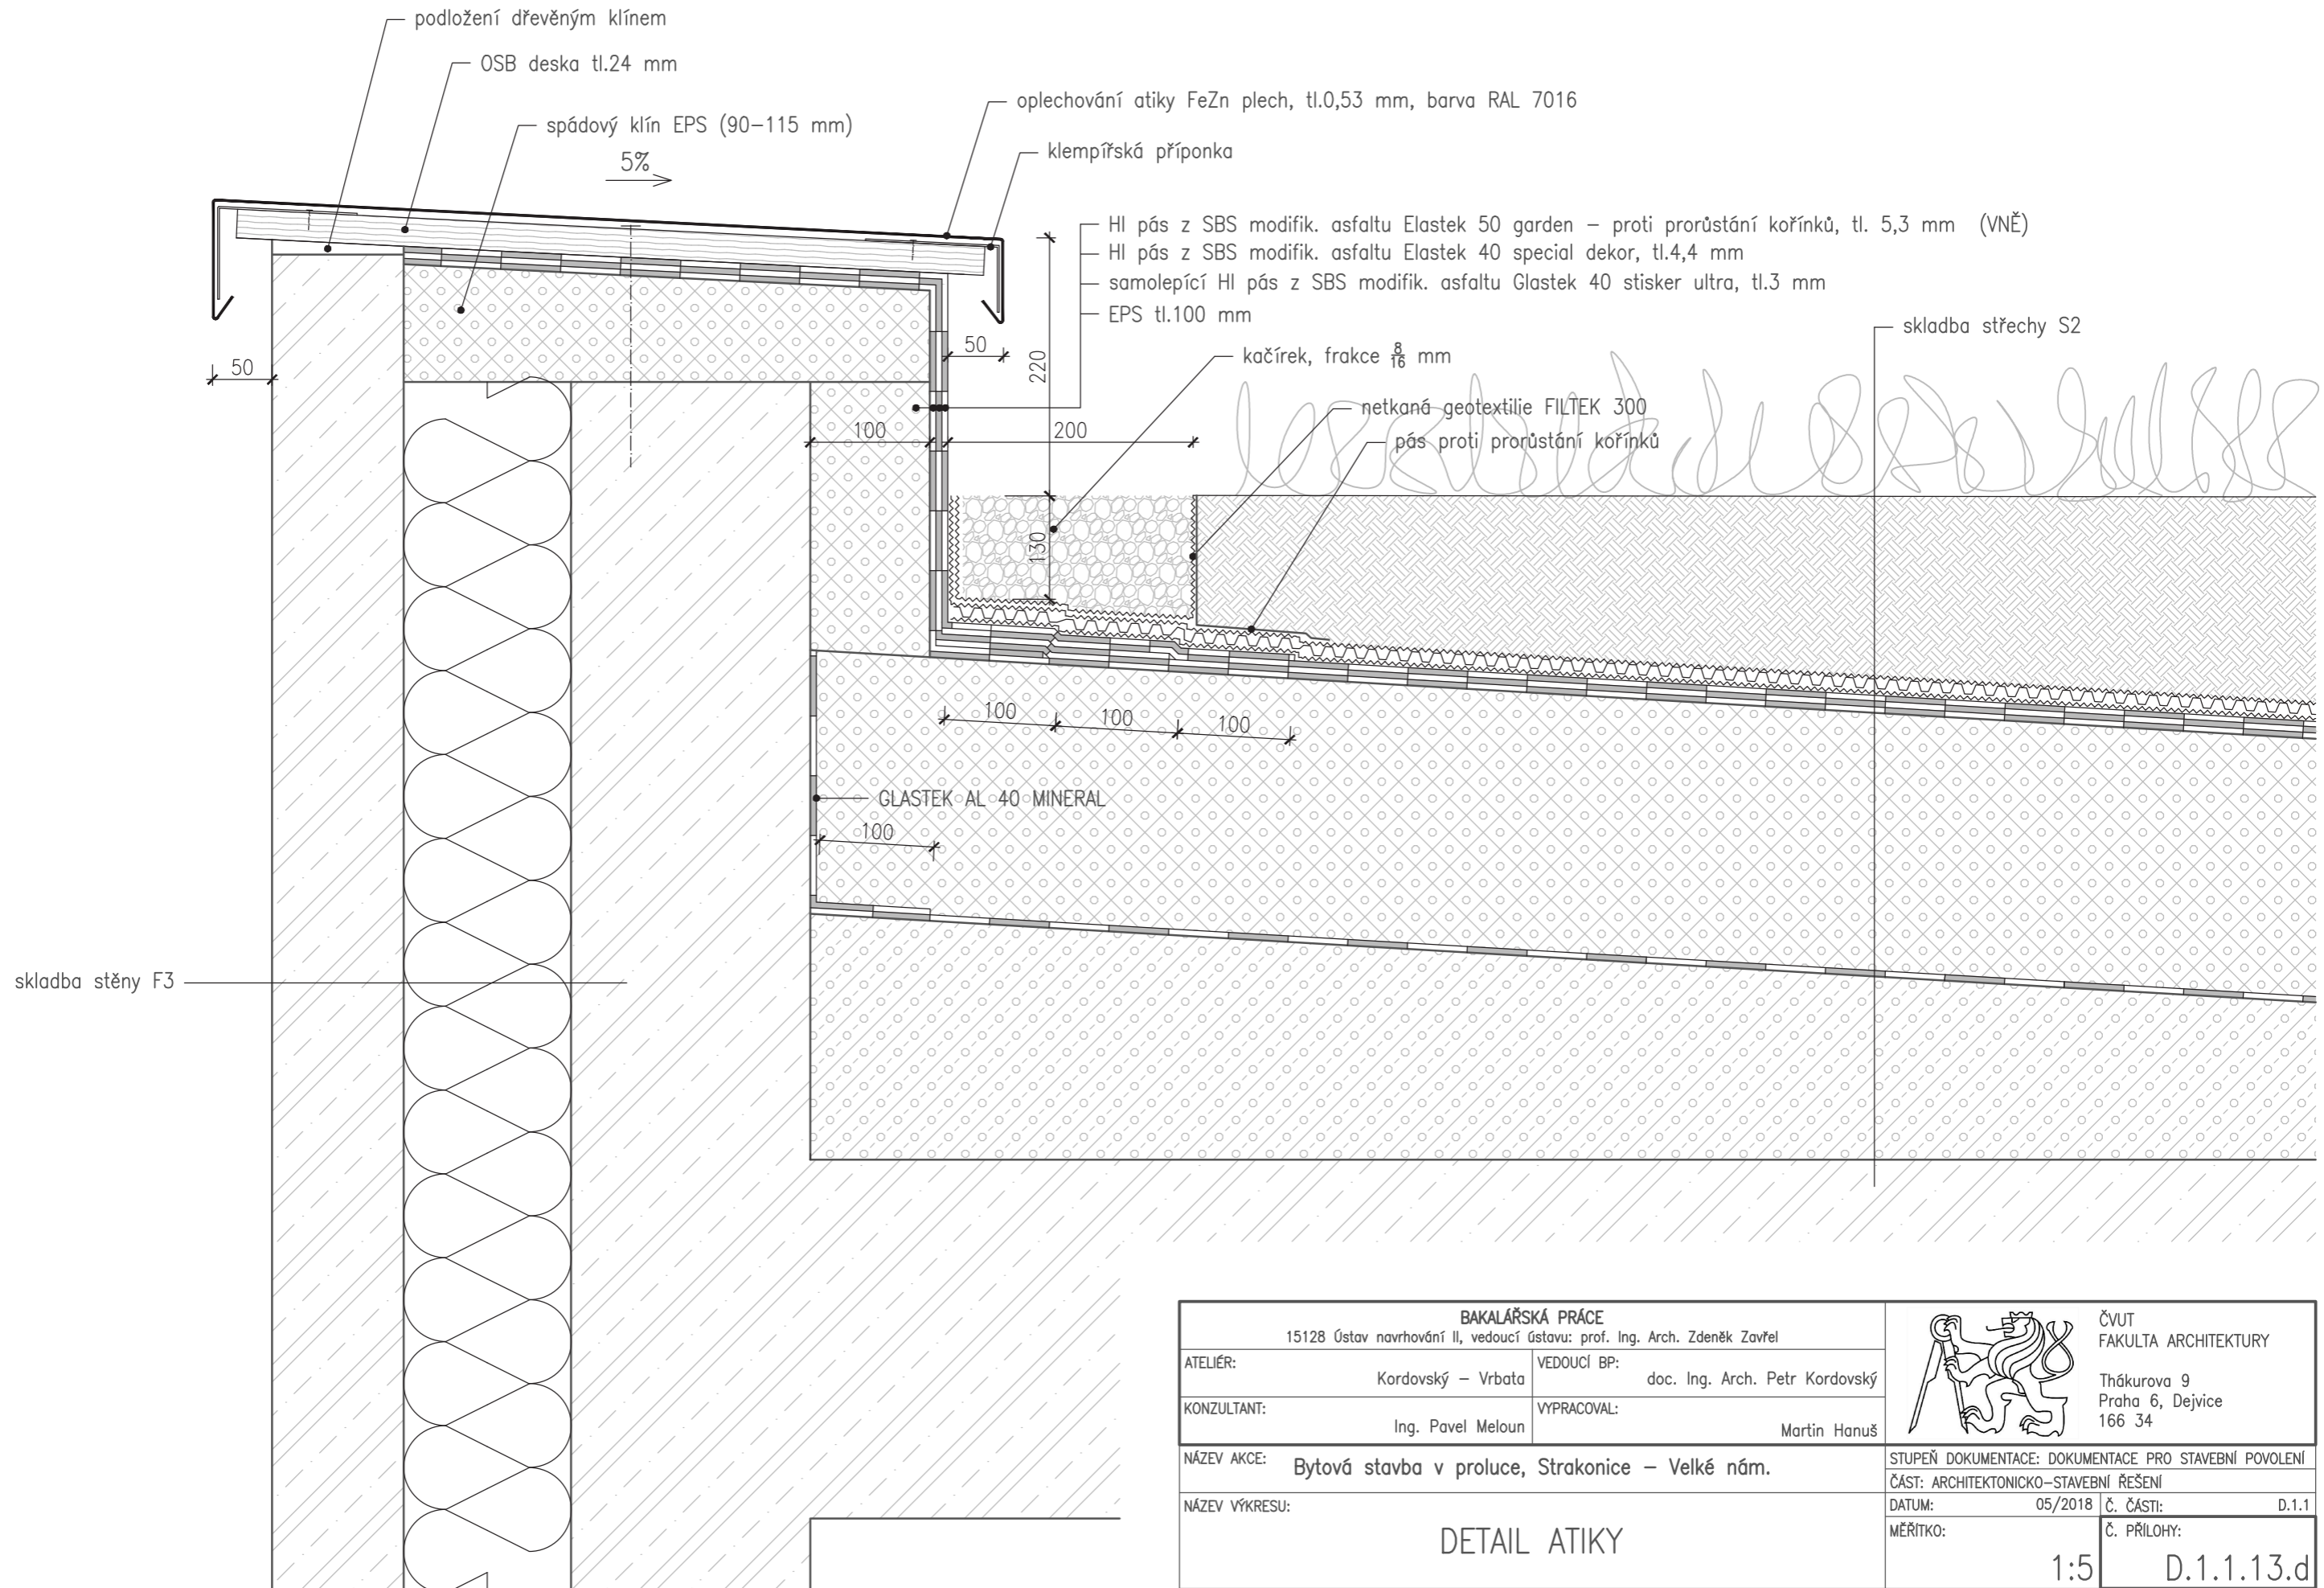 podložení dřevěným klínem
OSB deska tl.24 mm
oplechování atiky FeZn plech, tl.0,53 mm, barva RAL 7016
spádový klín EPS (90–115 mm)
klempířská příponka
5%
HI pás z SBS modifik. asfaltu Elastek 50 garden – proti prorůstání kořínků, tl. 5,3 mm (VNĚ)
HI pás z SBS modifik. asfaltu Elastek 40 special dekor, tl.4,4 mm
samolepící HI pás z SBS modifik. asfaltu Glastek 40 stisker ultra, tl.3 mm
EPS tl.100 mm
skladba střechy S2
50
50
220
kačírek, frakce 8/16 mm
netkaná geotextilie FILTEK 300
100
200
pás proti prorůstání kořínků
130
100
100
100
GLASTEK AL 40 MINERAL
100
skladba stěny F3
BAKALÁŘSKÁ PRÁCE
15128 Ústav navrhování II, vedoucí ústavu: prof. Ing. Arch. Zdeněk Zavřel
ATELIÉR:
Kordovský – Vrbata
VEDOUCÍ BP:
doc. Ing. Arch. Petr Kordovský
KONZULTANT:
Ing. Pavel Meloun
VYPRACOVAL:
Martin Hanuš
ČVUT
FAKULTA ARCHITEKTURY
Thákurova 9
Praha 6, Dejvice
166 34
NÁZEV AKCE: Bytová stavba v proluce, Strakonice – Velké nám.
STUPEŇ DOKUMENTACE: DOKUMENTACE PRO STAVEBNÍ POVOLENÍ
ČÁST: ARCHITEKTONICKO–STAVEBNÍ ŘEŠENÍ
NÁZEV VÝKRESU:
DETAIL ATIKY
DATUM: 05/2018
Č. ČÁSTI: D.1.1
MĚŘÍTKO:
1:5
Č. PŘÍLOHY:
D.1.1.13.d